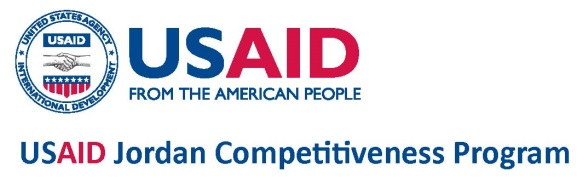 UNITED STATES AGENCY
USAID
INTERNATIONAL DEVELOPMENT
USAID
FROM THE AMERICAN PEOPLE
USAID Jordan Competitiveness Program